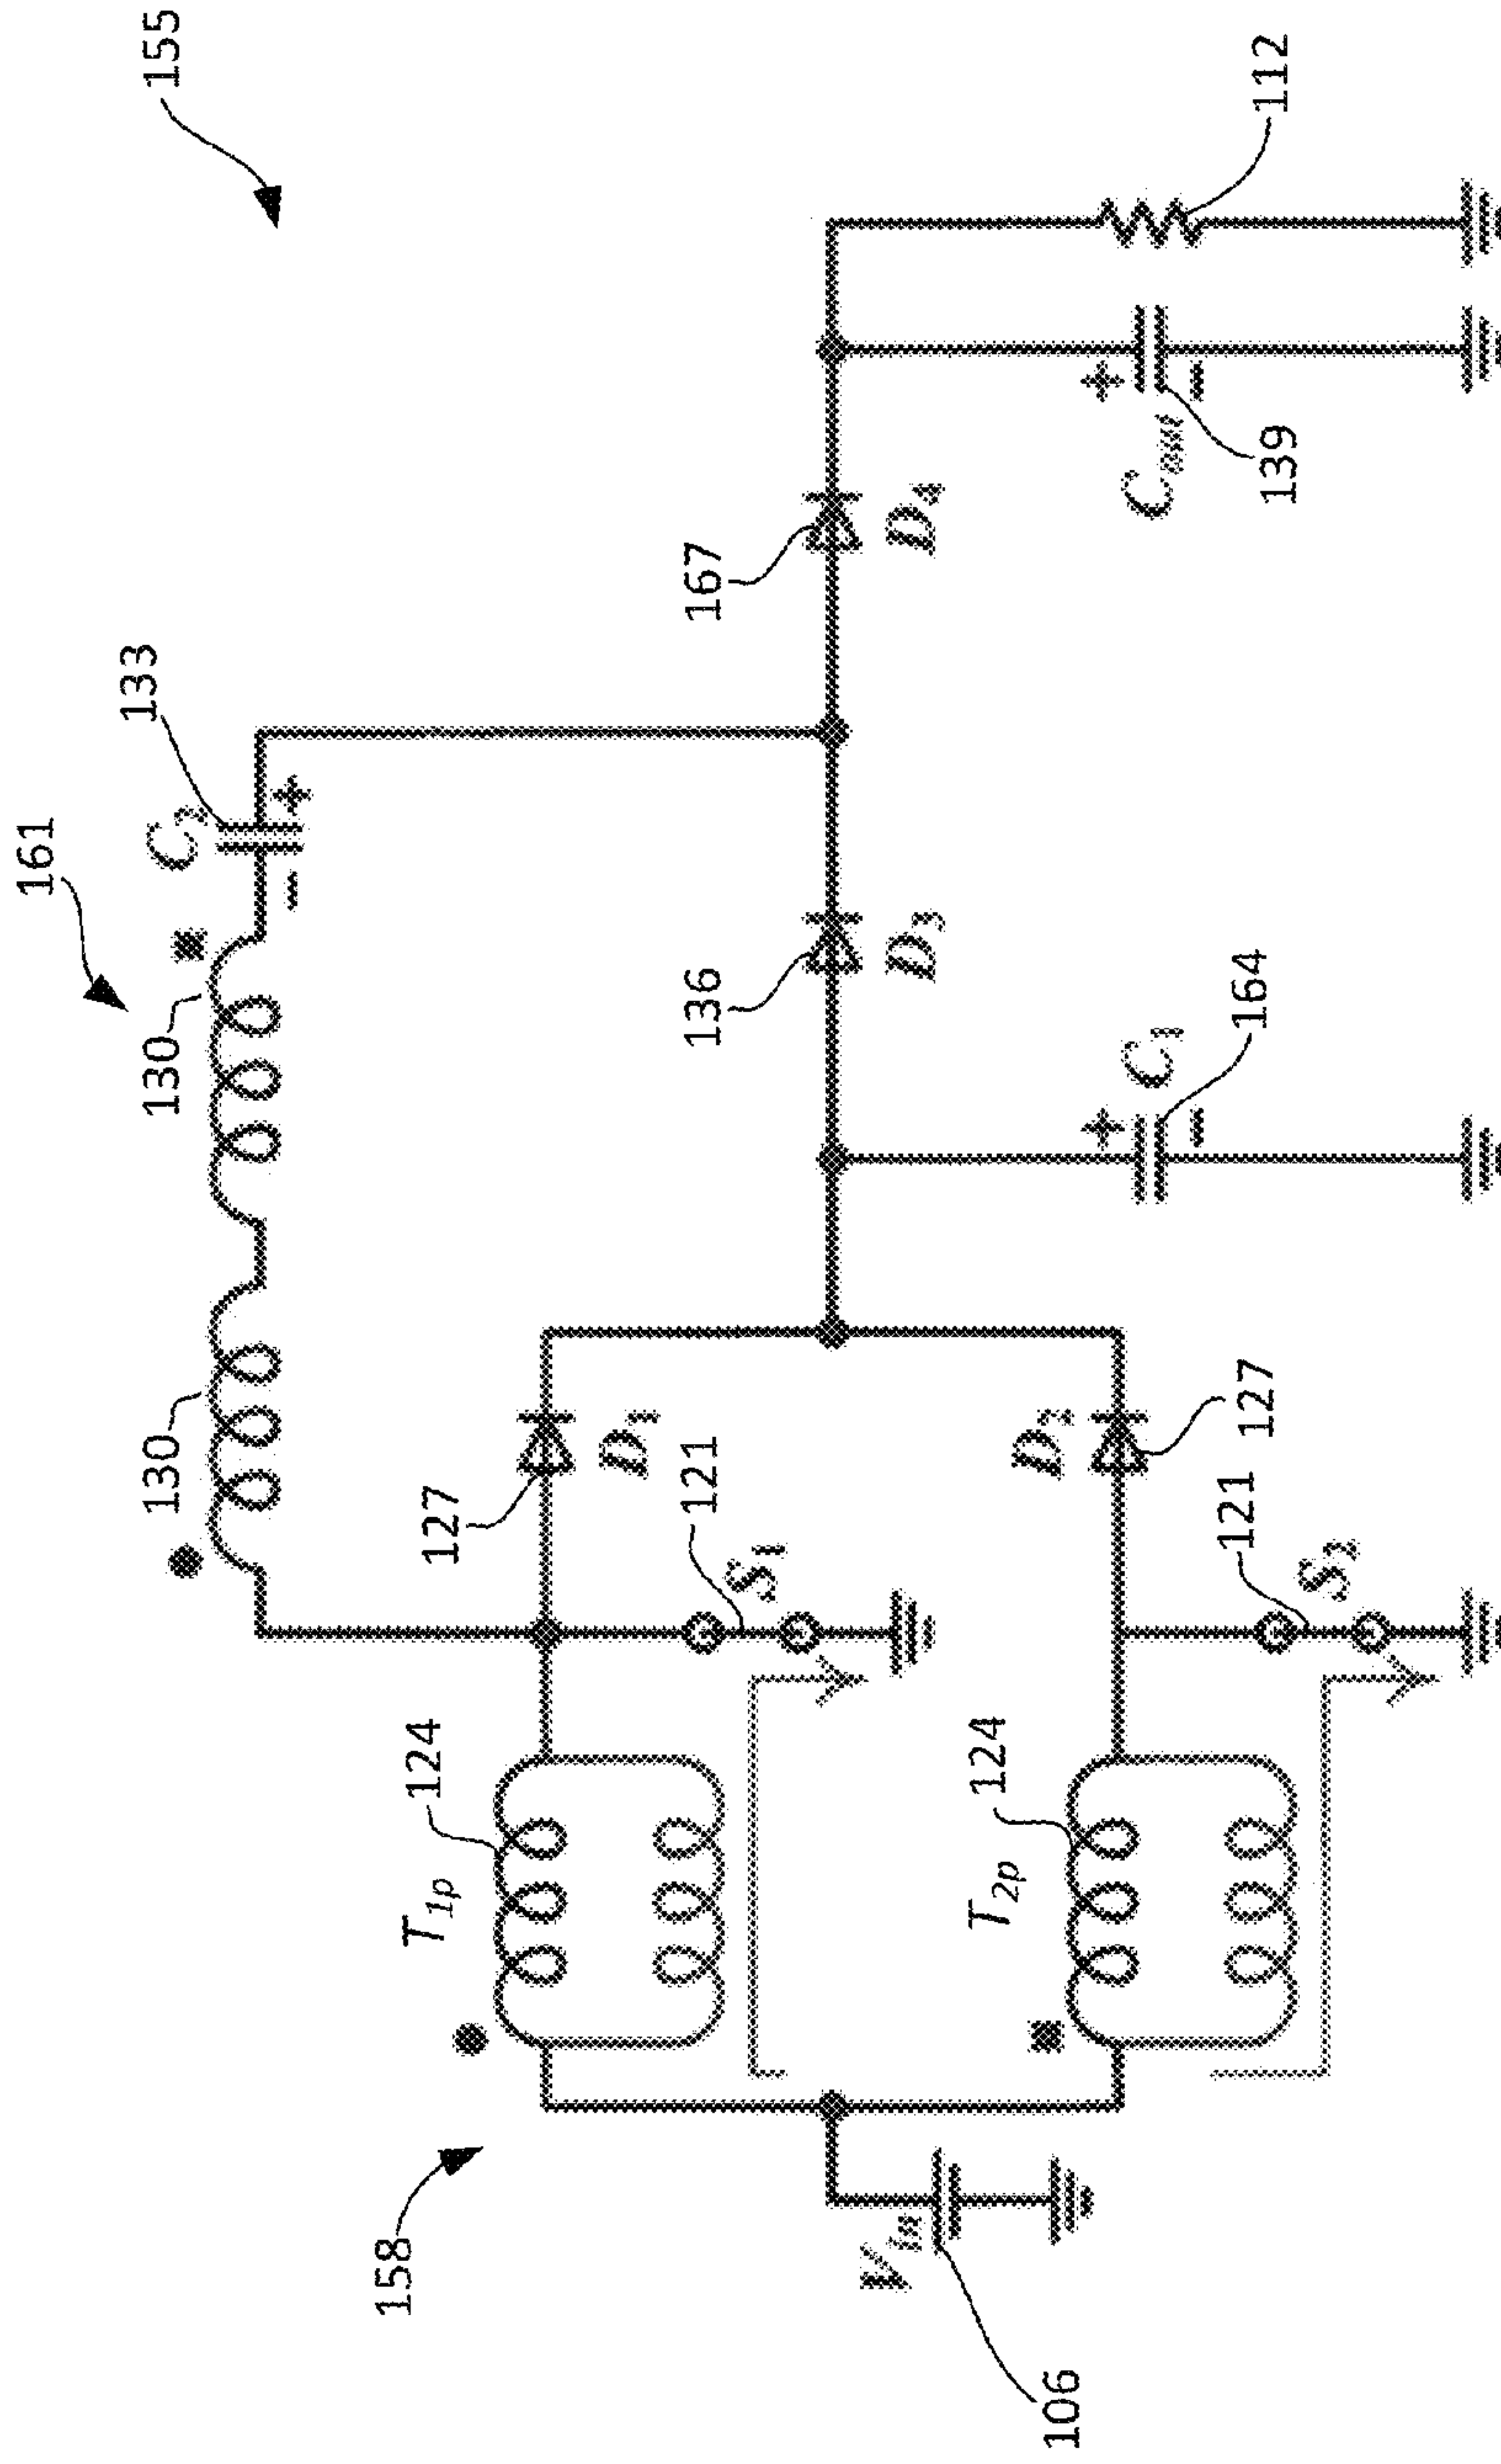 155
161
133
C₂
130
130
158
T₁ₚ
124
127
D₁
121
S₁
136
D₃
167
D₄
112
Vᵢₙ
106
T₂ₚ
124
D₂
127
121
S₂
C₁
164
C_out
139
+
−
+
−
+
−